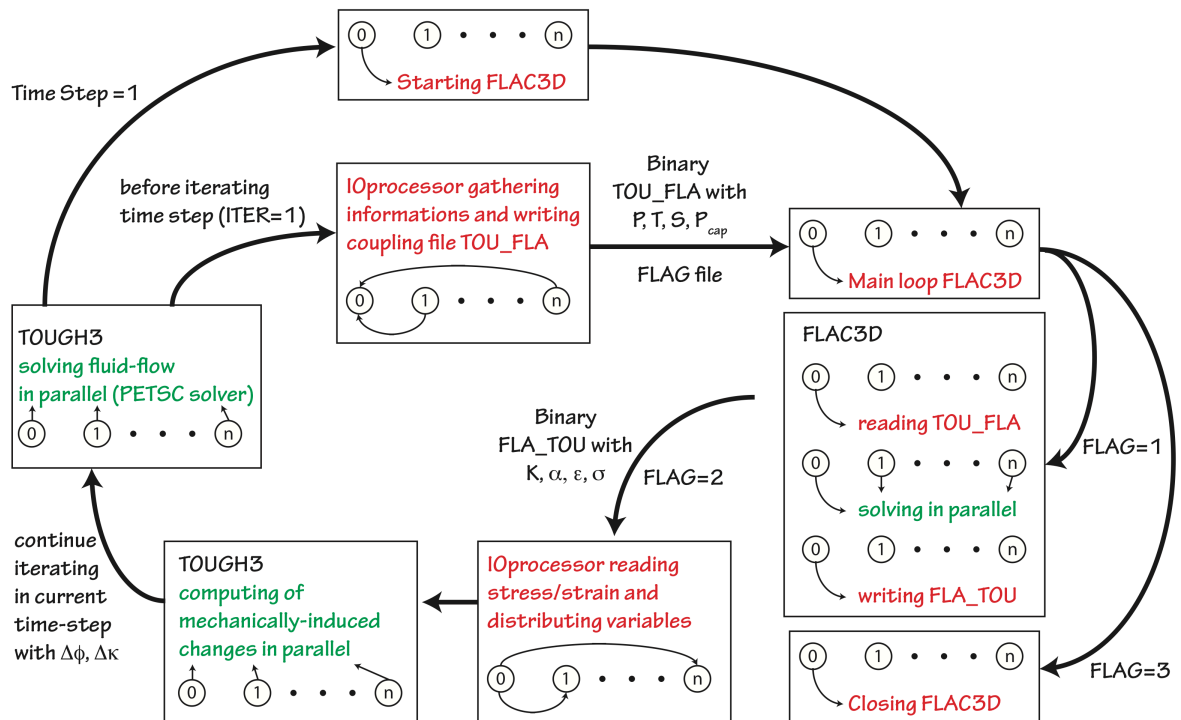 0 1 • • • n
Starting FLAC3D
Time Step =1
before iterating
time step (ITER=1)
IOprocessor gathering
informations and writing
coupling file TOU_FLA
0 1 • • • n
Binary
TOU_FLA with
P, T, S, Pcap
FLAG file
0 1 • • • n
Main loop FLAC3D
TOUGH3
solving fluid-flow
in parallel (PETSC solver)
0 1 • • • n
FLAC3D
0 1 • • • n
reading TOU_FLA
0 1 • • • n
solving in parallel
0 1 • • • n
writing FLA_TOU
FLAG=1
Binary
FLA_TOU with
K, α, ε, σ
FLAG=2
continue
iterating
in current
time-step
with Δϕ, Δκ
TOUGH3
computing of
mechanically-induced
changes in parallel
0 1 • • • n
IOprocessor reading
stress/strain and
distributing variables
0 1 • • • n
0 1 • • • n
Closing FLAC3D
FLAG=3